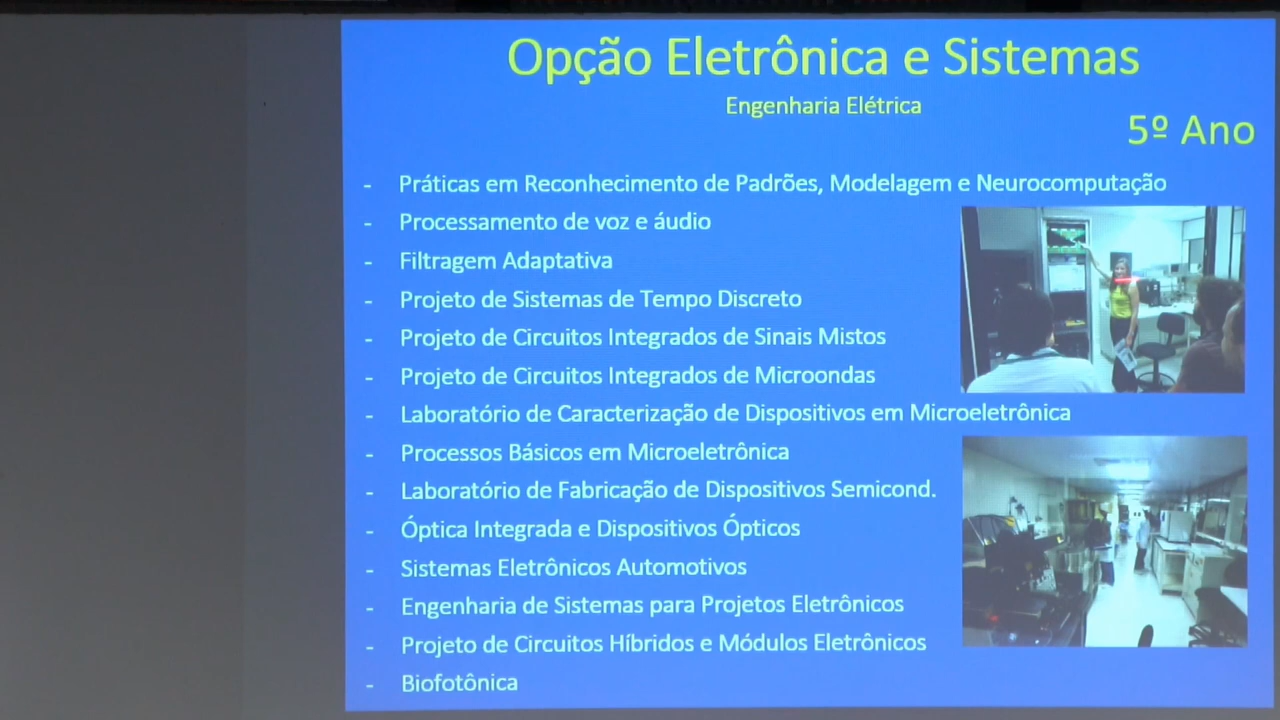 Opção Eletrônica e Sistemas
Engenharia Elétrica
5º Ano
- Práticas em Reconhecimento de Padrões, Modelagem e Neurocomputação
- Processamento de voz e áudio
- Filtragem Adaptativa
- Projeto de Sistemas de Tempo Discreto
- Projeto de Circuitos Integrados de Sinais Mistos
- Projeto de Circuitos Integrados de Microondas
- Laboratório de Caracterização de Dispositivos em Microeletrônica
- Processos Básicos em Microeletrônica
- Laboratório de Fabricação de Dispositivos Semicond.
- Óptica Integrada e Dispositivos Ópticos
- Sistemas Eletrônicos Automotivos
- Engenharia de Sistemas para Projetos Eletrônicos
- Projeto de Circuitos Híbridos e Módulos Eletrônicos
- Biofotônica